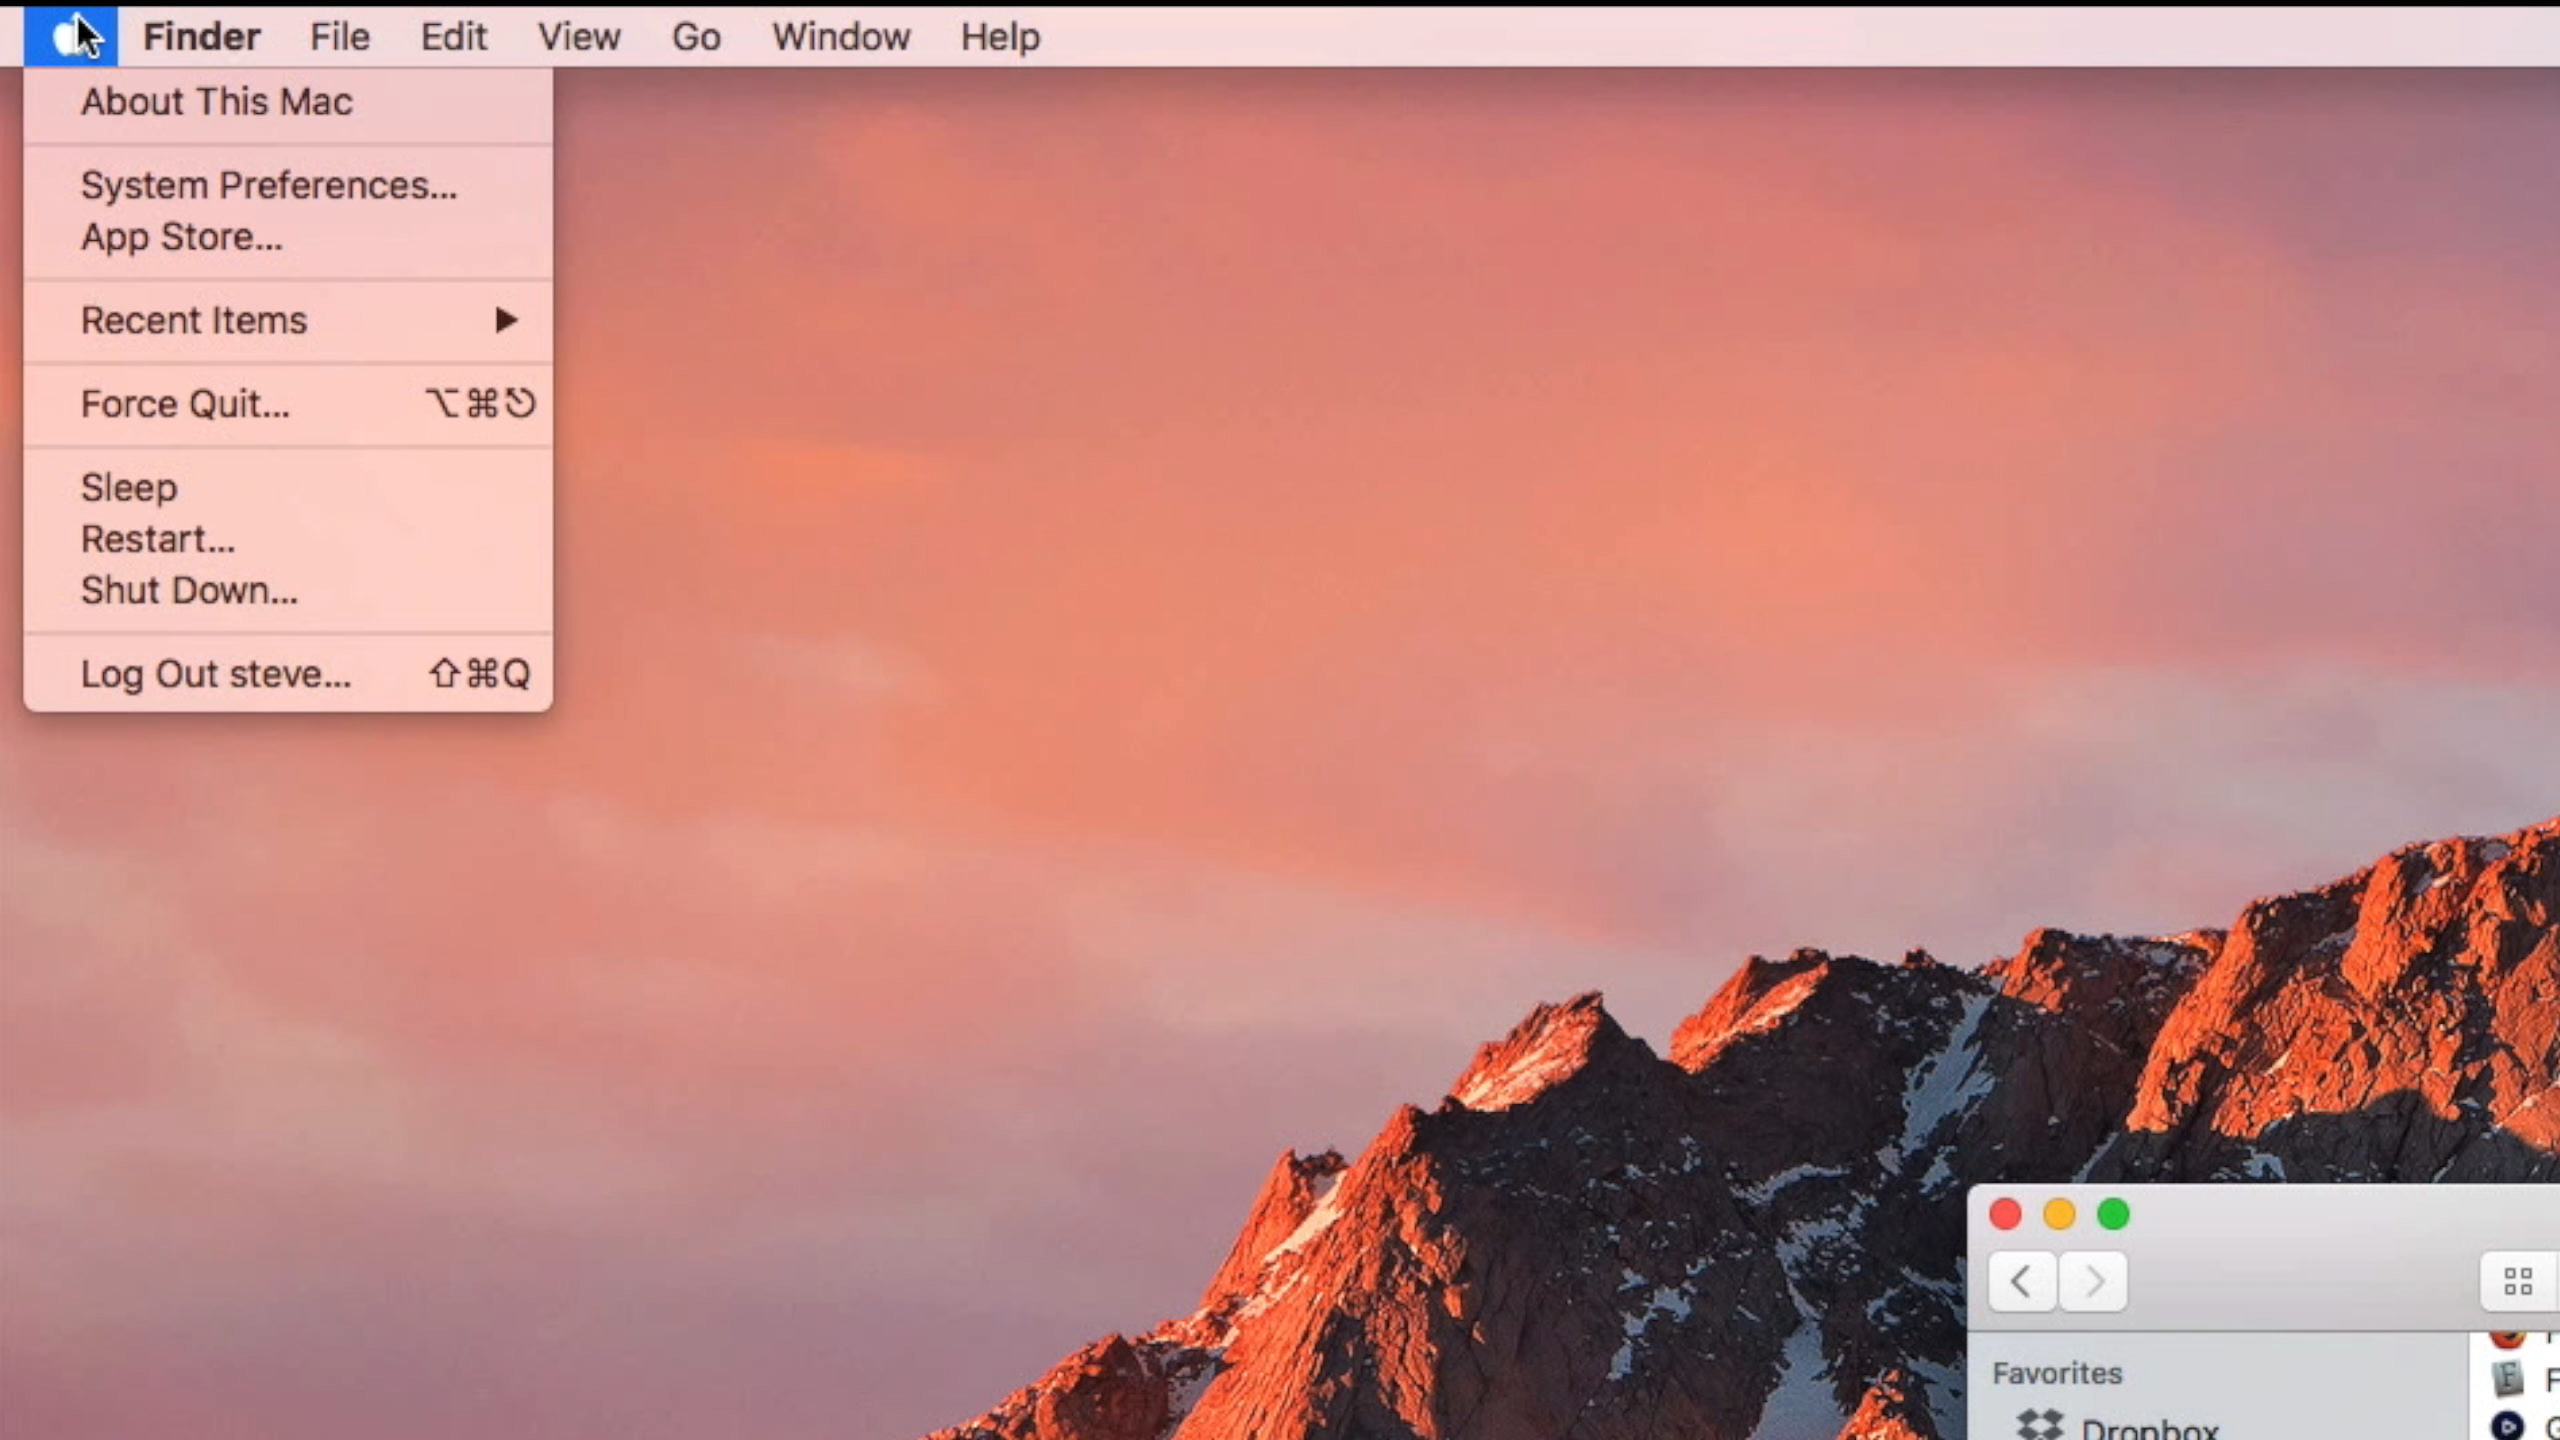 Finder File Edit View Go Window Help
About This Mac
System Preferences...
App Store...
Recent Items ▶
Force Quit... ⌥⌘⎋
Sleep
Restart...
Shut Down...
Log Out steve... ⇧⌘Q
Favorites
Dropbox